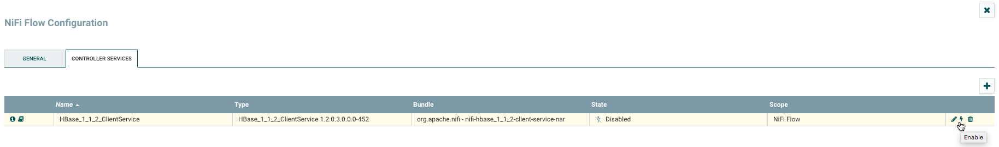 NiFi Flow Configuration
GENERAL CONTROLLER SERVICES
Name Type Bundle State Scope
HBase_1_1_2_ClientService HBase_1_1_2_ClientService 1.2.0.3.0.0.0-452 org.apache.nifi - nifi-hbase_1_1_2-client-service-nar Disabled NiFi Flow
Enable